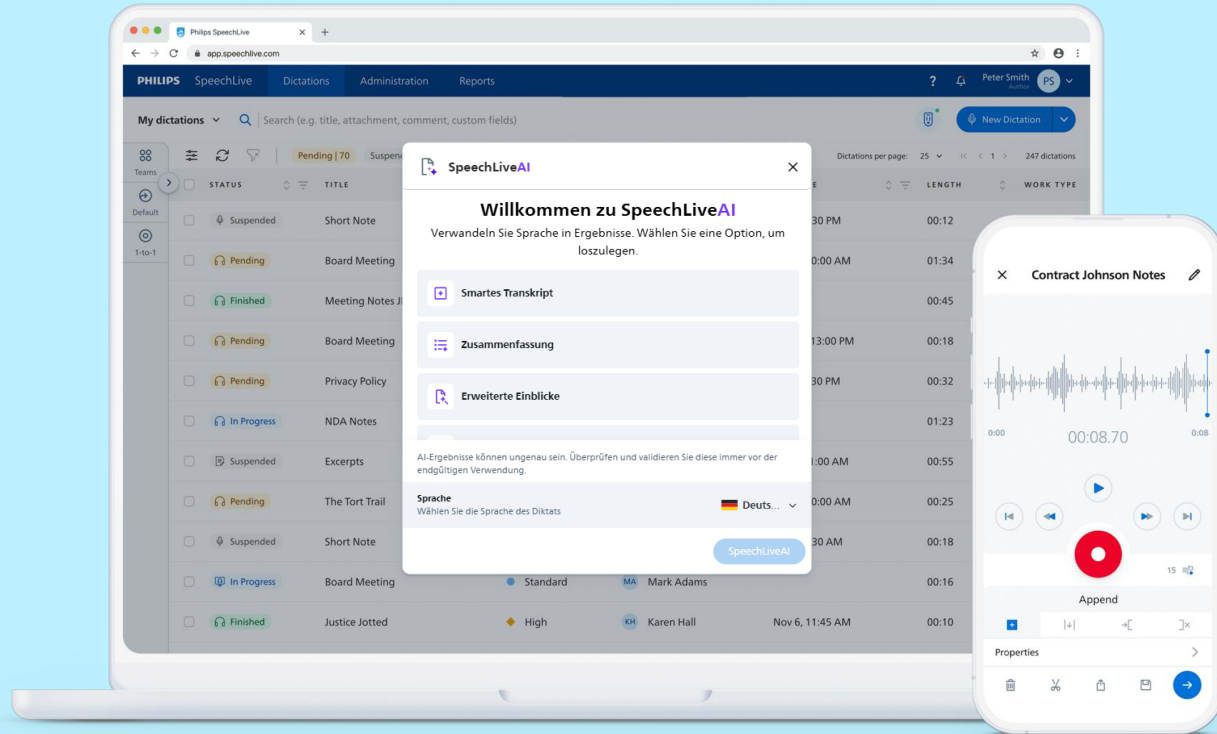 Philips SpeechLive
app.speechlive.com
PHILIPS SpeechLive Dictations Administration Reports ? Peter Smith PS
Author
My dictations Search (e.g. title, attachment, comment, custom fields) New Dictation
Teams Pending | 70 Dictations per page: 25 1 247 dictations
STATUS TITLE LENGTH WORK TYPE
Default
1-to-1
Suspended Short Note 30 PM 00:12
Pending Board Meeting 0:00 AM 01:34
Finished Meeting Notes 00:45
Pending Board Meeting 13:00 PM 00:18
Pending Privacy Policy 30 PM 00:32
In Progress NDA Notes 01:23
Suspended Excerpts 1:00 AM 00:55
Pending The Tort Trail 0:00 AM 00:25
Suspended Short Note 30 AM 00:18
In Progress Board Meeting Standard MA Mark Adams 00:16
Finished Justice Jotted High KH Karen Hall Nov 6, 11:45 AM 00:10
SpeechLiveAI
Willkommen zu SpeechLiveAI
Verwandeln Sie Sprache in Ergebnisse. Wählen Sie eine Option, um
loszulegen.
Smartes Transkript
Zusammenfassung
Erweiterte Einblicke
AI-Ergebnisse können ungenau sein. Überprüfen und validieren Sie diese immer vor der
endgültigen Verwendung.
Sprache
Wählen Sie die Sprache des Diktats
Deuts...
SpeechLiveAI
Contract Johnson Notes
0:00 00:08.70 0:08
15
Append
Properties